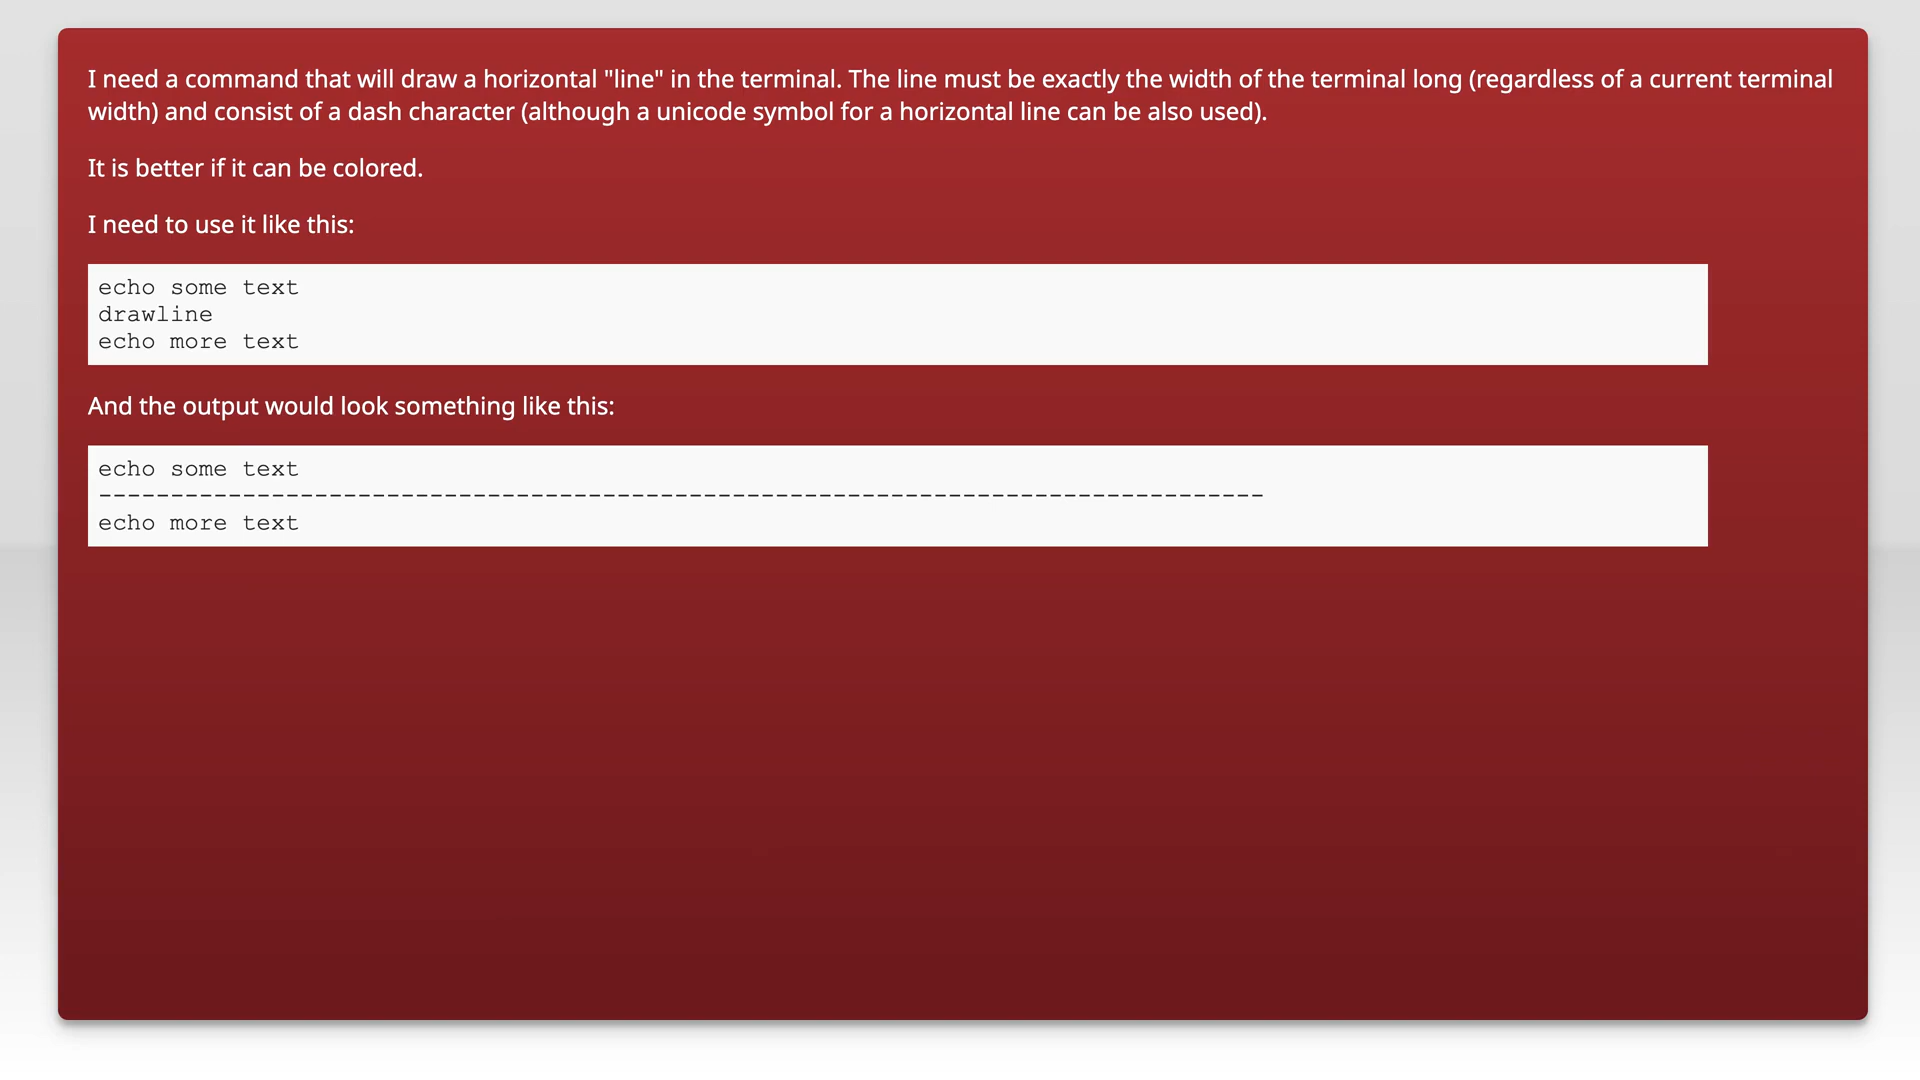 I need a command that will draw a horizontal "line" in the terminal. The line must be exactly the width of the terminal long (regardless of a current terminal
width) and consist of a dash character (although a unicode symbol for a horizontal line can be also used).
It is better if it can be colored.
I need to use it like this:
echo some text
drawline
echo more text
And the output would look something like this:
echo some text
---------------------------------------------------------------------------------
echo more text